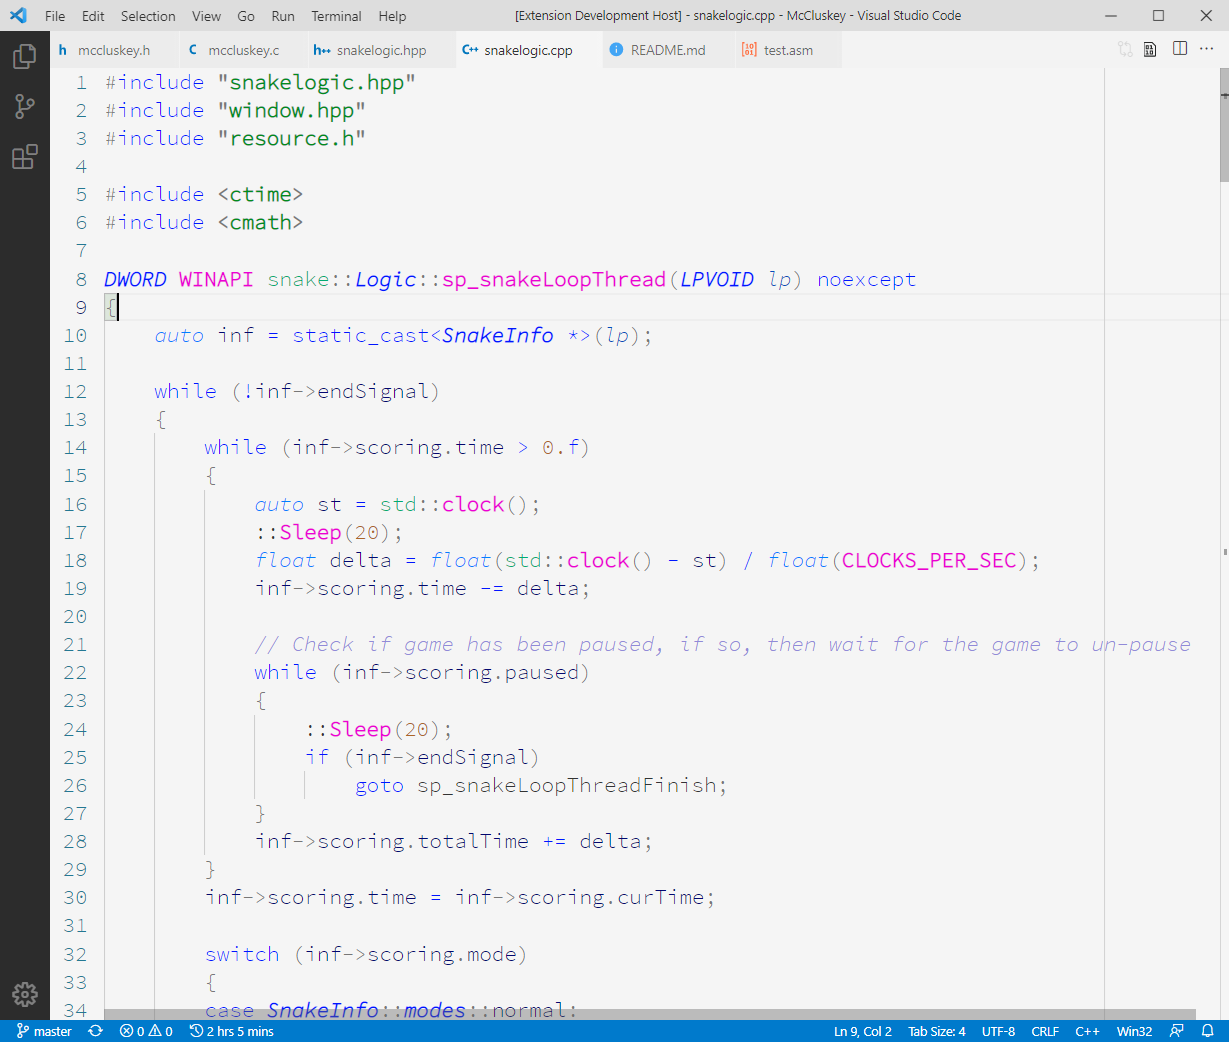 File Edit Selection View Go Run Terminal Help [Extension Development Host] - snakelogic.cpp - McCluskey - Visual Studio Code
h mccluskey.h C mccluskey.c h++ snakelogic.hpp C++ snakelogic.cpp README.md test.asm
1 #include "snakelogic.hpp"
2 #include "window.hpp"
3 #include "resource.h"
4
5 #include <ctime>
6 #include <cmath>
7
8 DWORD WINAPI snake::Logic::sp_snakeLoopThread(LPVOID lp) noexcept
9 {
10 auto inf = static_cast<SnakeInfo *>(lp);
11
12 while (!inf->endSignal)
13 {
14 while (inf->scoring.time > 0.f)
15 {
16 auto st = std::clock();
17 ::Sleep(20);
18 float delta = float(std::clock() - st) / float(CLOCKS_PER_SEC);
19 inf->scoring.time -= delta;
20
21 // Check if game has been paused, if so, then wait for the game to un-pause
22 while (inf->scoring.paused)
23 {
24 ::Sleep(20);
25 if (inf->endSignal)
26 goto sp_snakeLoopThreadFinish;
27 }
28 inf->scoring.totalTime += delta;
29 }
30 inf->scoring.time = inf->scoring.curTime;
31
32 switch (inf->scoring.mode)
33 {
34 case SnakeInfo::modes::normal:
master 0 0 2 hrs 5 mins Ln 9, Col 2 Tab Size: 4 UTF-8 CRLF C++ Win32